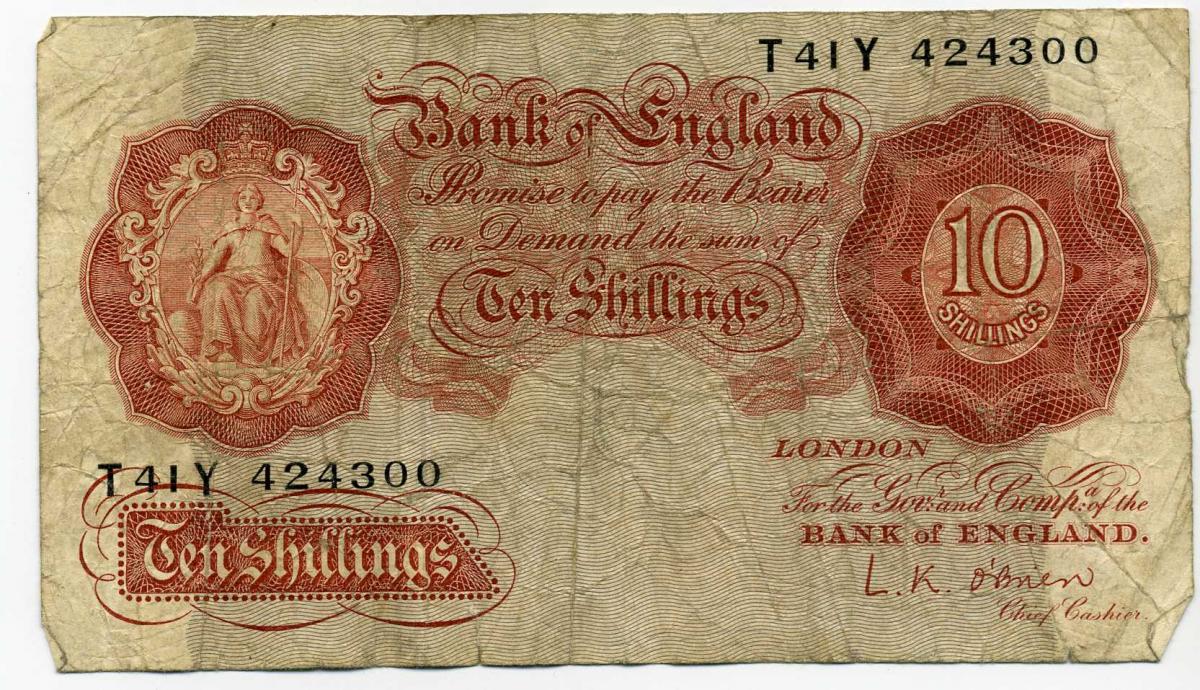 T41Y 424300
Bank of England
Promise to pay the Bearer
on Demand the sum of
Ten Shillings
10
SHILLINGS
T41Y 424300
Ten Shillings
LONDON
For the Govr. and Compa. of the
BANK of ENGLAND.
L. K. O'Brien
Chief Cashier.